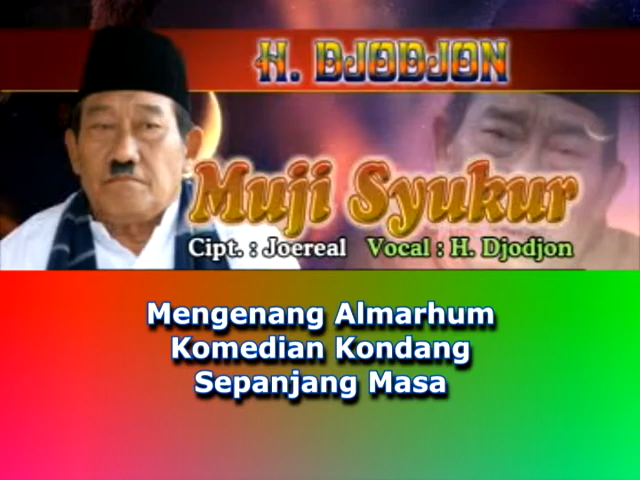 H. DJODJON
Muji Syukur
Cipt. : Joereal Vocal : H. Djodjon
Mengenang Almarhum
Komedian Kondang
Sepanjang Masa